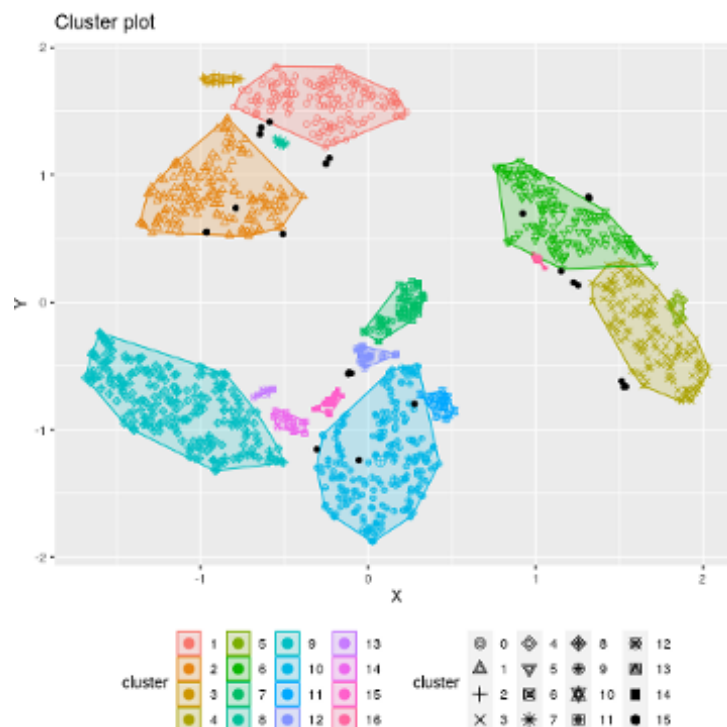 Cluster plot
2
1
0
-1
-2
Y
-1 0 1 2
X
cluster 1 5 9 13
2 6 10 14
3 7 11 15
4 8 12 16
cluster 0 4 8 12
1 5 9 13
2 6 10 14
3 7 11 15